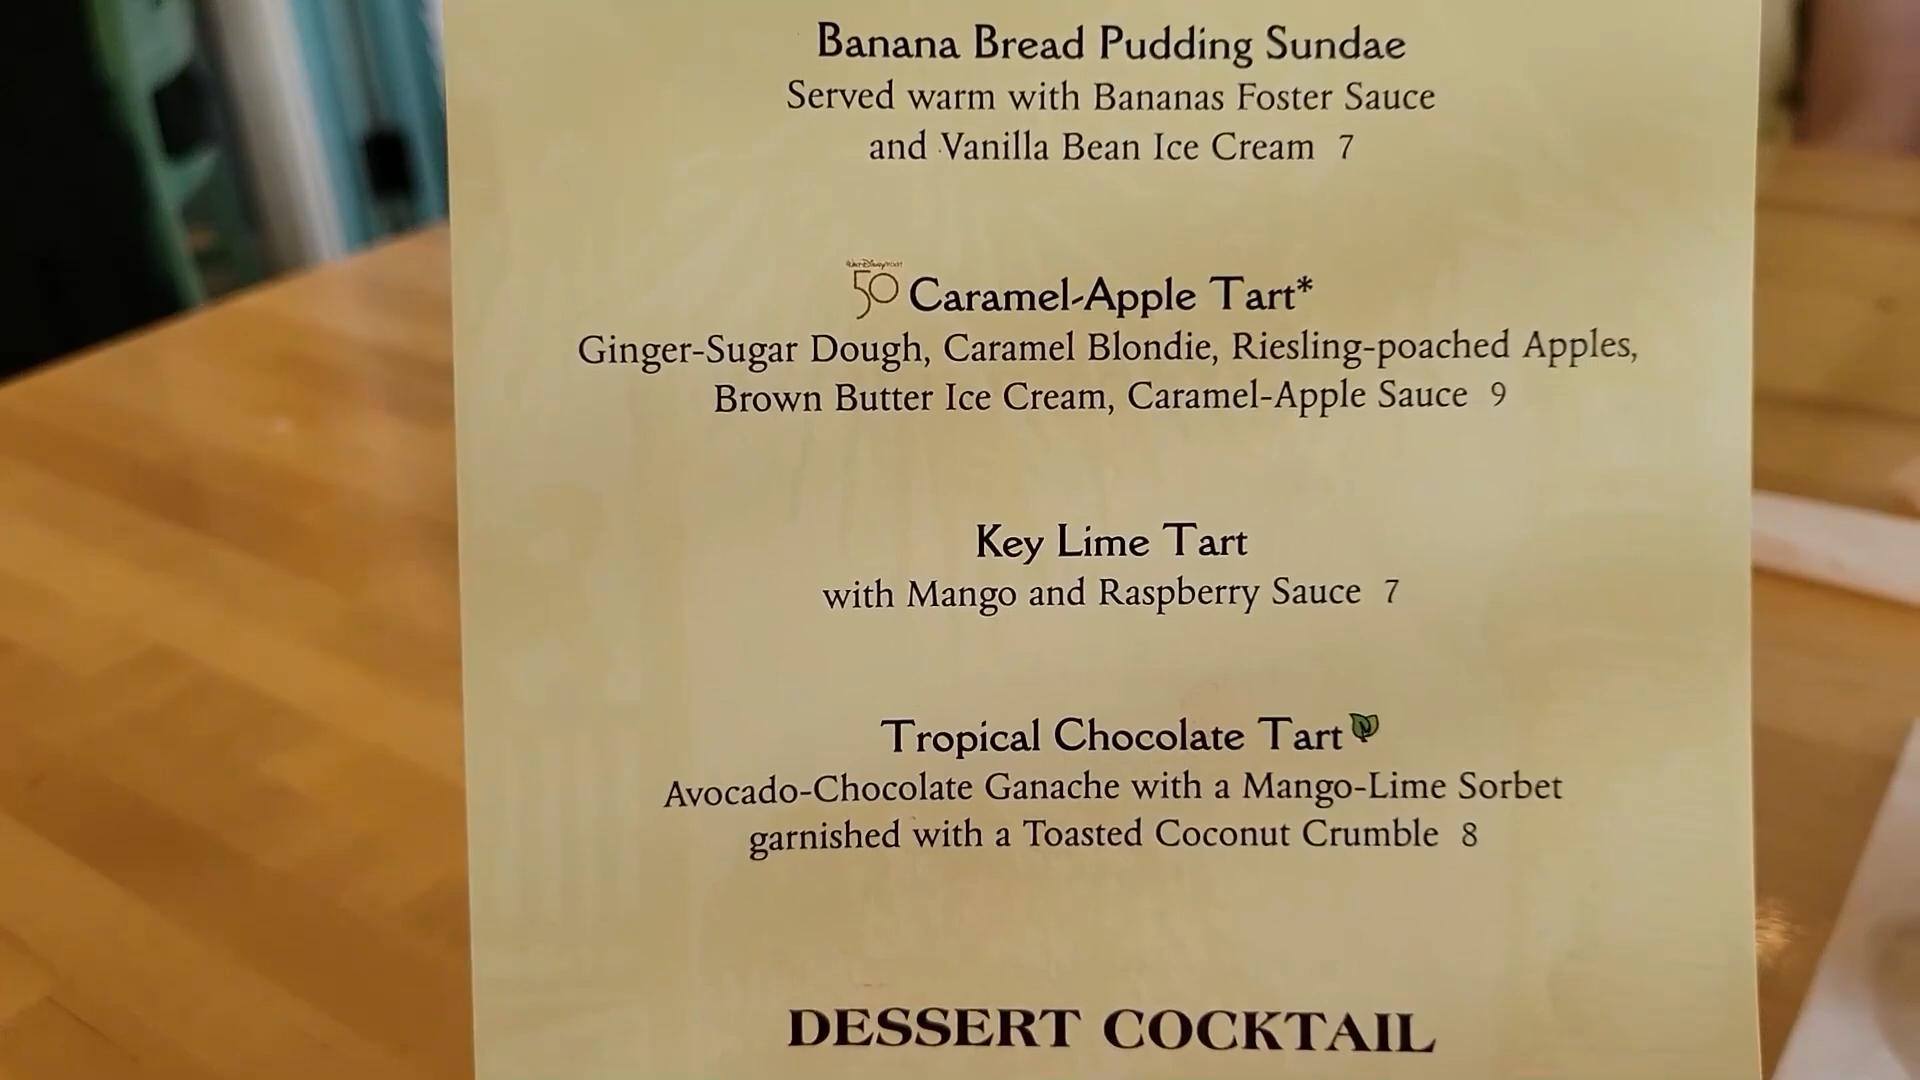 Banana Bread Pudding Sundae
Served warm with Bananas Foster Sauce
and Vanilla Bean Ice Cream 7
Walt Disney World
50 Caramel-Apple Tart*
Ginger-Sugar Dough, Caramel Blondie, Riesling-poached Apples,
Brown Butter Ice Cream, Caramel-Apple Sauce 9
Key Lime Tart
with Mango and Raspberry Sauce 7
Tropical Chocolate Tart
Avocado-Chocolate Ganache with a Mango-Lime Sorbet
garnished with a Toasted Coconut Crumble 8
DESSERT COCKTAIL